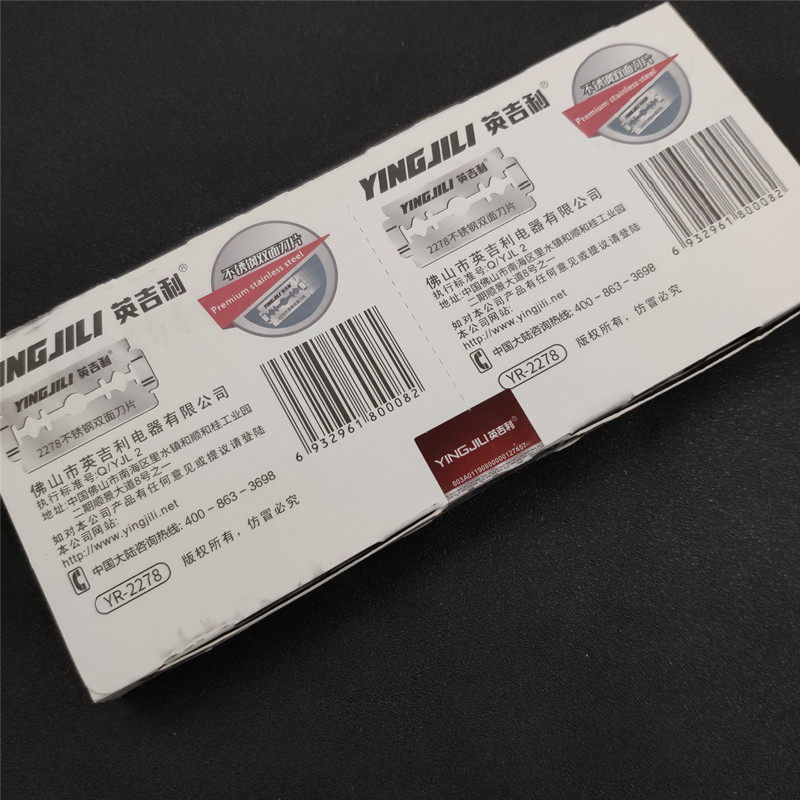 YINGJILI 英吉利®
不锈钢双面刀片
Premium stainless steel
YINGJILI 英吉利
2278不锈钢双面刀片
佛山市英吉利电器有限公司
执行标准号:Q/YJL 2
地址:中国佛山市南海区里水镇和顺和桂工业园
二期顺景大道8号之一
如对本公司产品有任何意见或提议请登陆
本公司网站:
http://www.yingjili.net
中国大陆咨询热线:400-863-3698
YR-2278
版权所有，仿冒必究
6 932961 800082
YINGJILI 英吉利®
不锈钢双面刀片
Premium stainless steel
YINGJILI 英吉利
2278不锈钢双面刀片
佛山市英吉利电器有限公司
执行标准号:Q/YJL 2
地址:中国佛山市南海区里水镇和顺和桂工业园
二期顺景大道8号之一
如对本公司产品有任何意见或提议请登陆
本公司网站:
http://www.yingjili.net
中国大陆咨询热线:400-863-3698
YR-2278
版权所有，仿冒必究
6 932961 800082
YINGJILI 英吉利